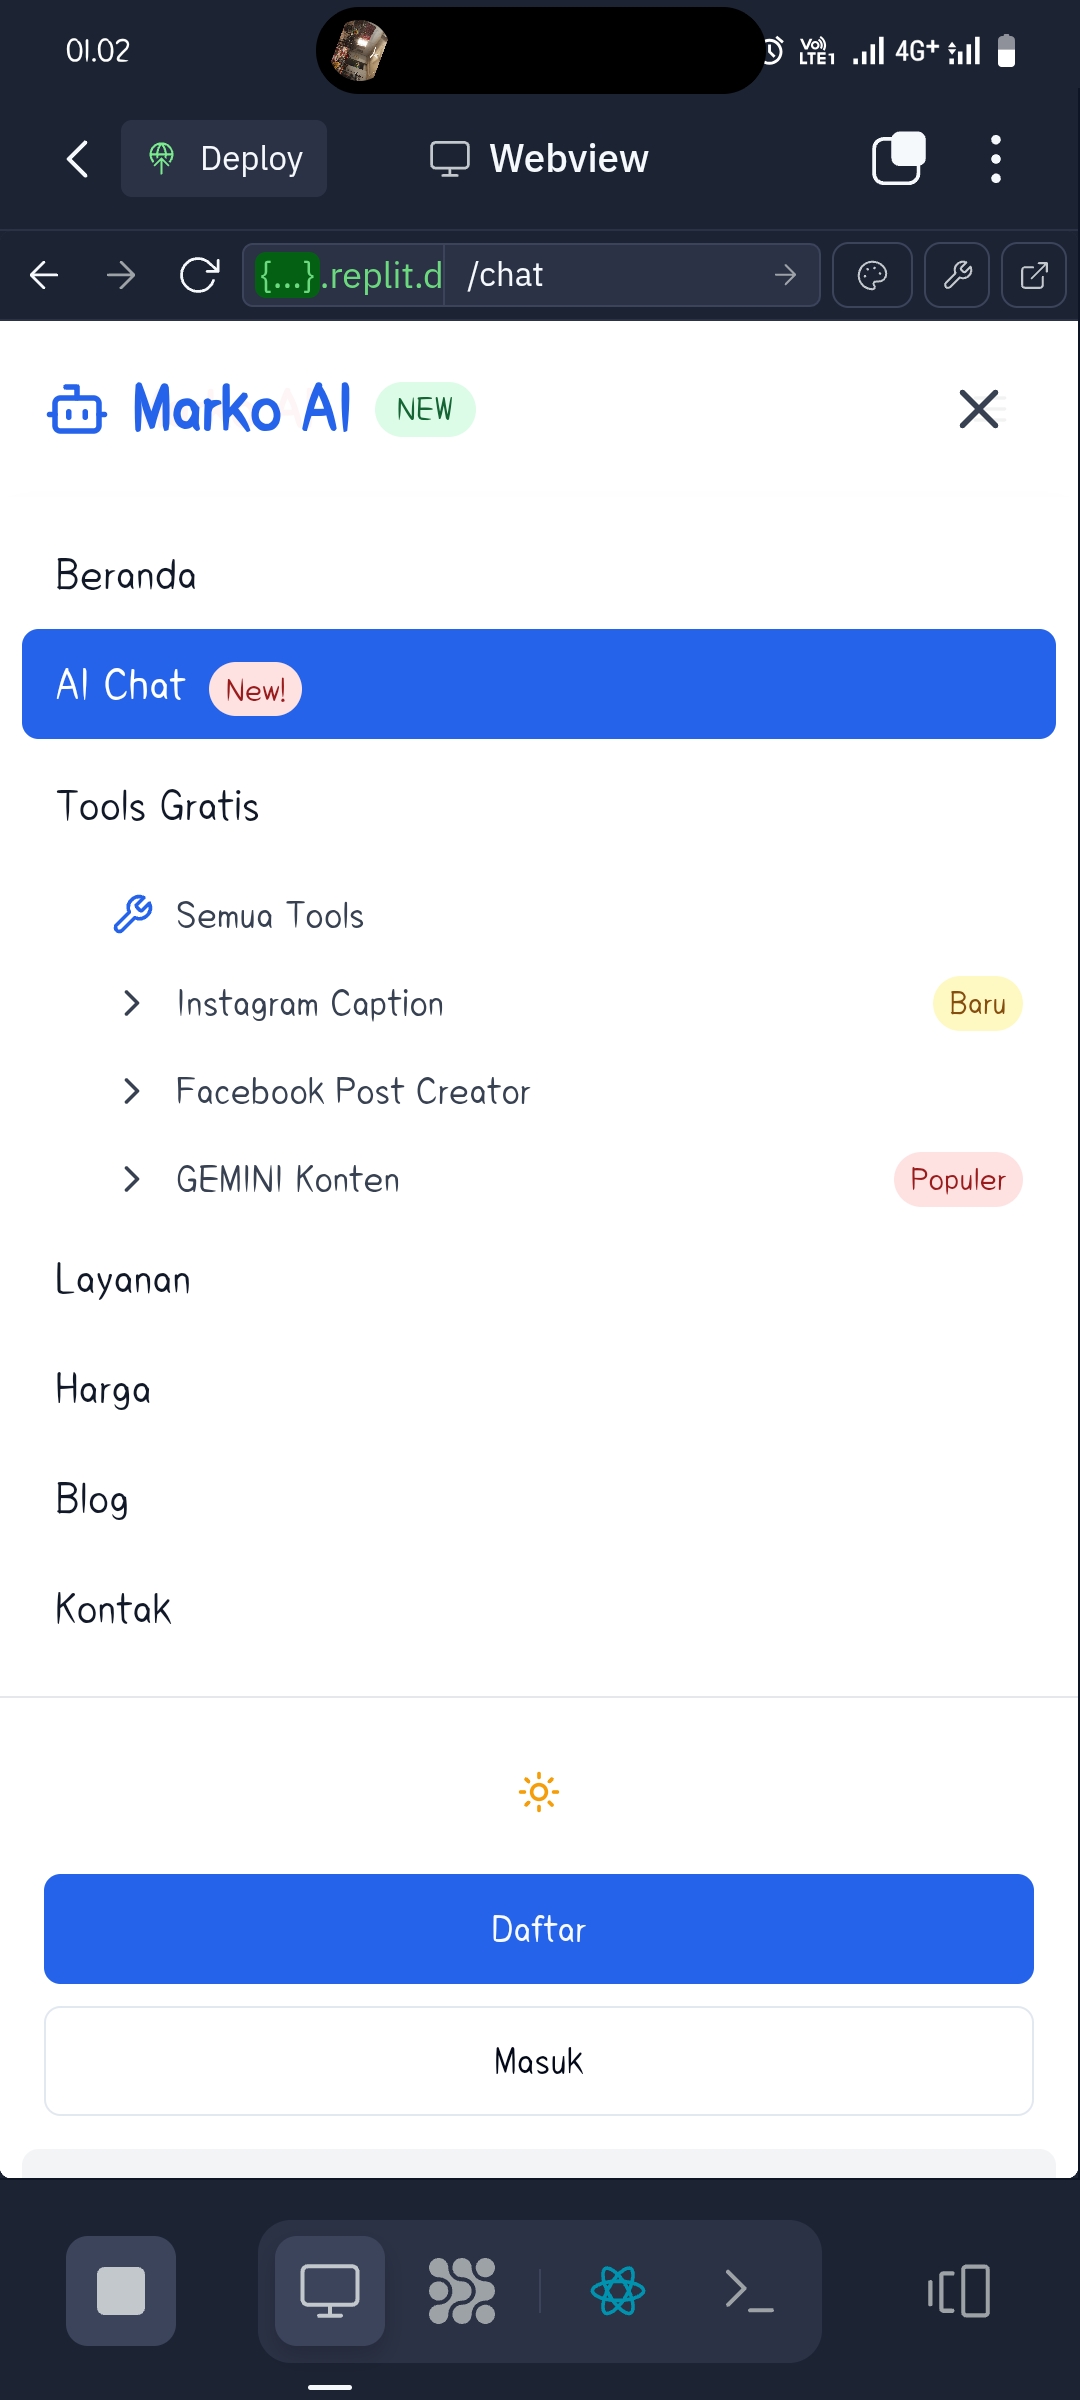 01.02
Vo)) LTE1 4G+
Deploy
Webview
{...}.replit.d /chat
Marko AI NEW
Beranda
AI Chat New!
Tools Gratis
Semua Tools
Instagram Caption Baru
Facebook Post Creator
GEMINI Konten Populer
Layanan
Harga
Blog
Kontak
Daftar
Masuk